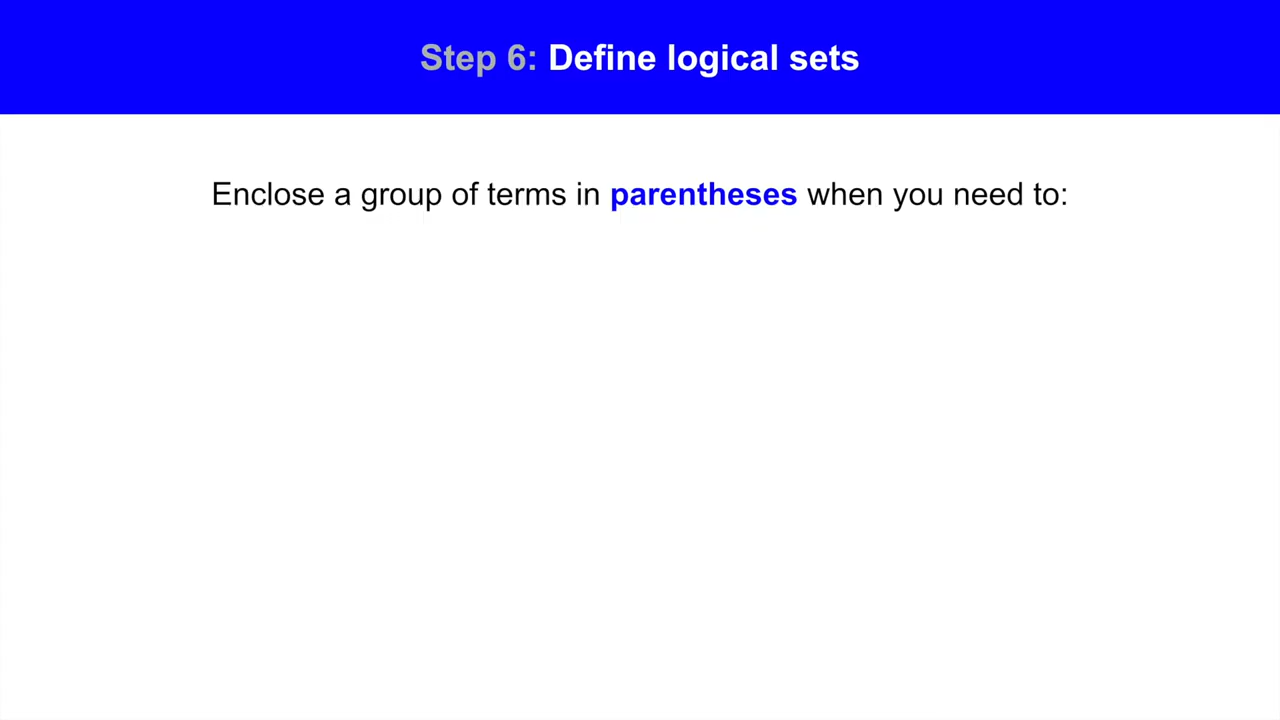 Step 6: Define logical sets
Enclose a group of terms in parentheses when you need to: